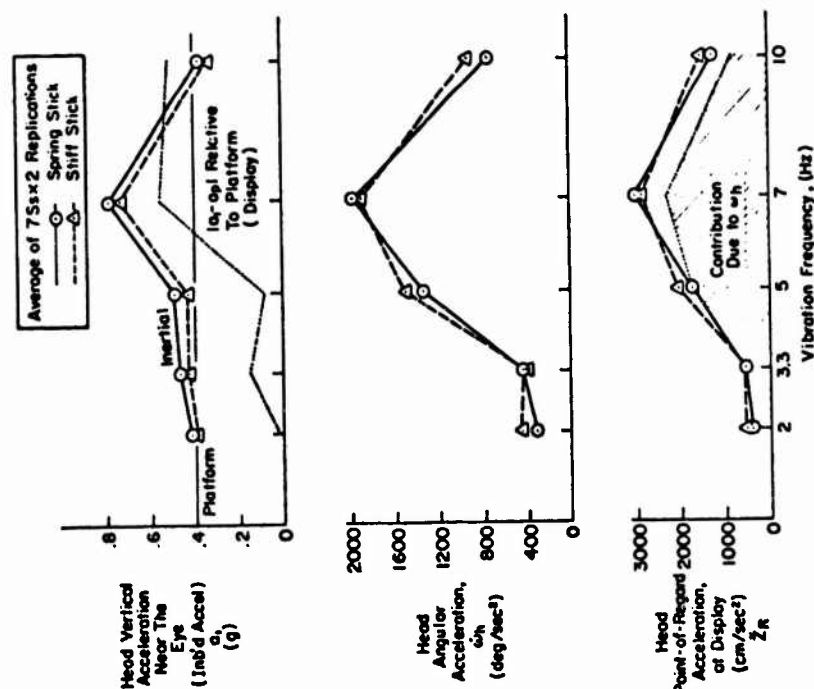 Average of 7Ss×2 Replications
Spring Stick
Stiff Stick
Head Vertical
Acceleration
Near The
Eye
(Inb'd Accel)
(g)
.8
.6
.4
.2
0
Inertial
Platform
Relative
To Platform
(Display)
Head
Angular
Acceleration,
(deg/sec²)
2000
1600
1200
800
400
0
Head
Point-of-Regard
Acceleration,
at Display
(cm/sec²)
Z̈R
3000
2000
1000
0
Contribution
Due to
2
3.3
5
7
10
Vibration Frequency, (Hz)